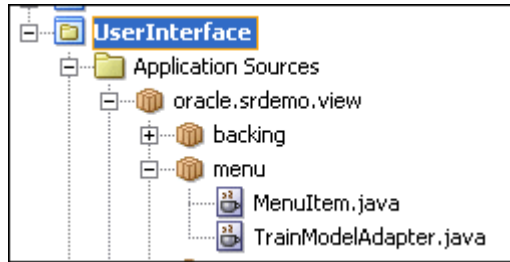 UserInterface
Application Sources
oracle.srdemo.view
backing
menu
MenuItem.java
TrainModelAdapter.java